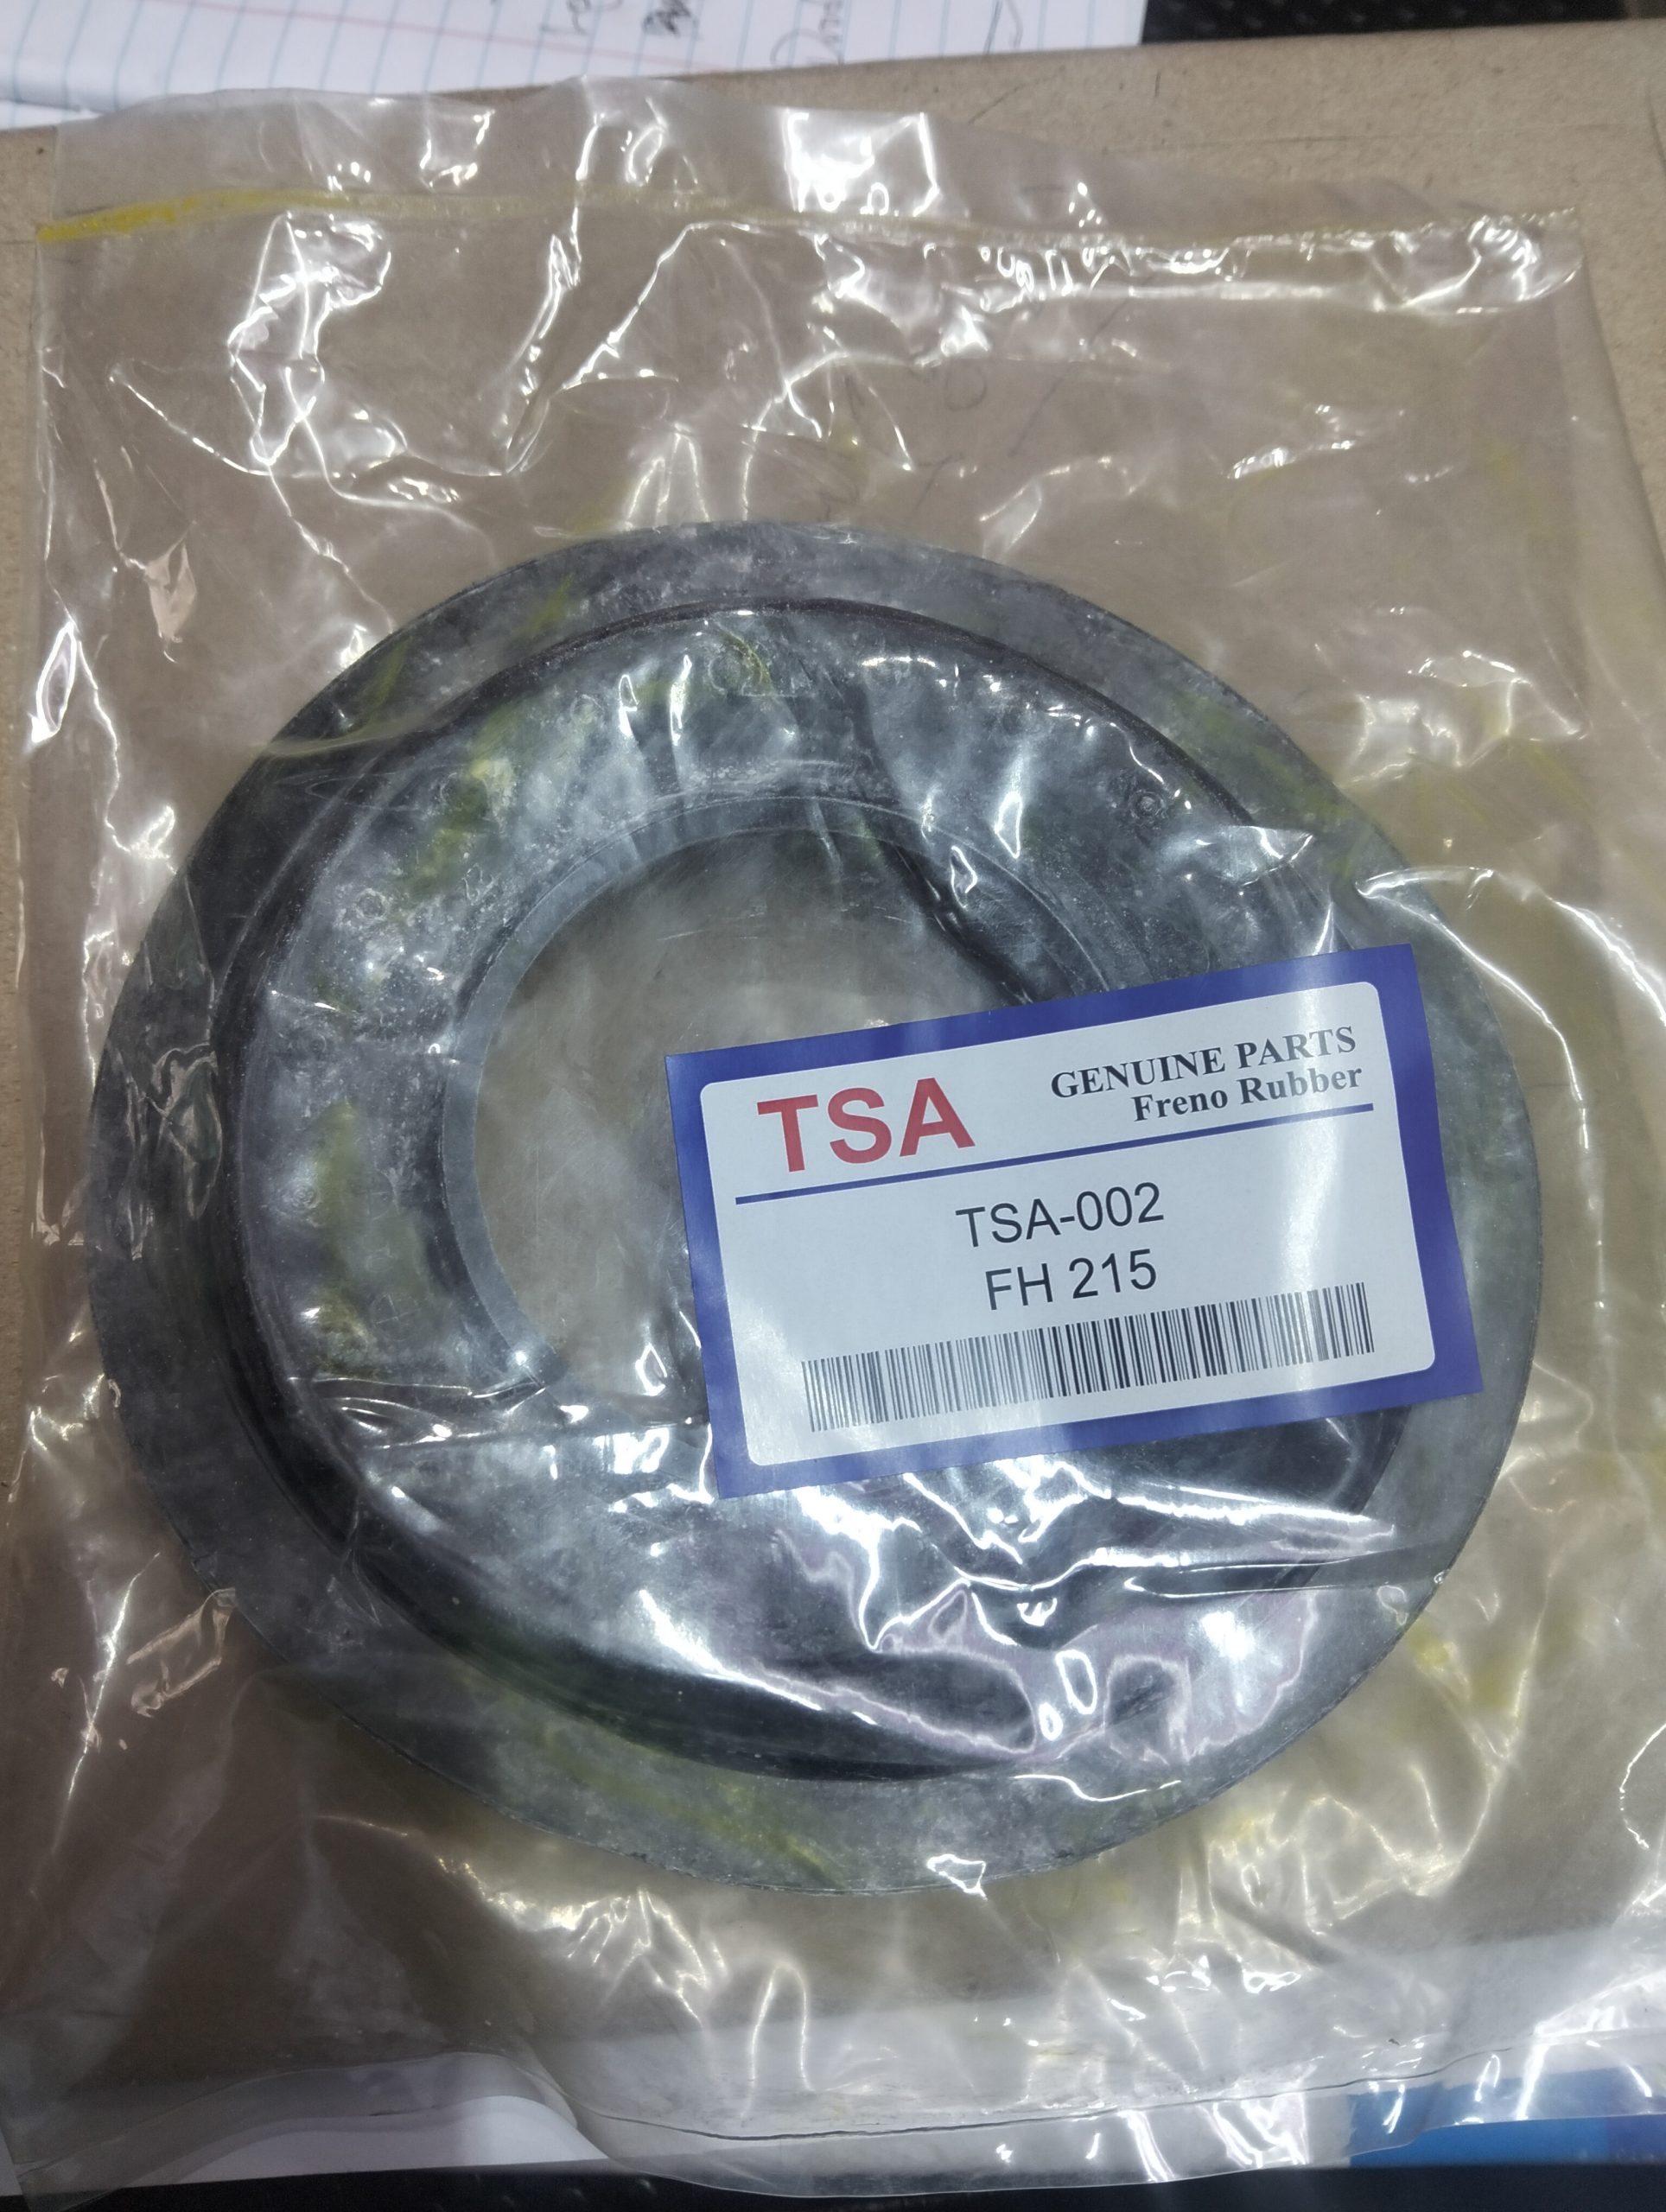 TSA
GENUINE PARTS
Freno Rubber
TSA-002
FH 215